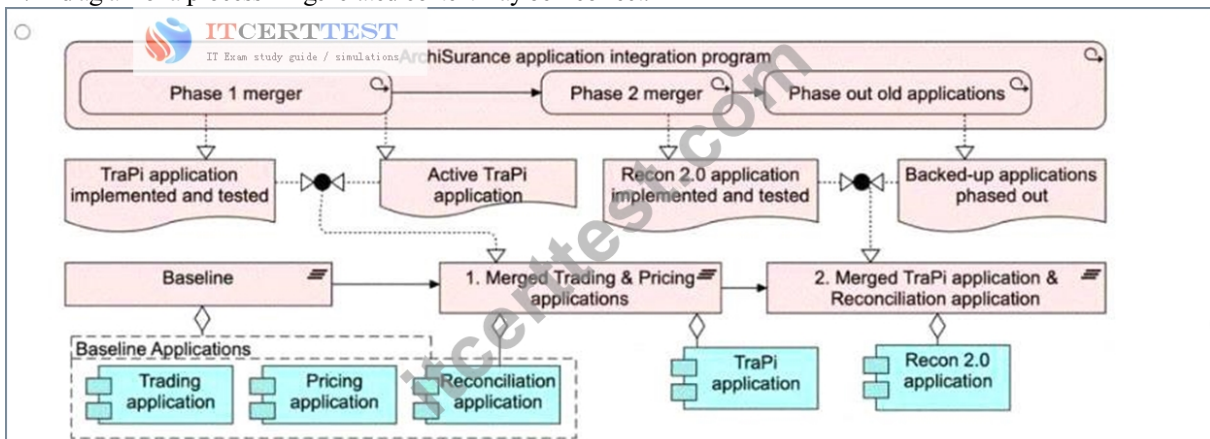 ITCERTTEST
IT Exam study guide / simulations
ArchiSurance application integration program
Phase 1 merger
Phase 2 merger
Phase out old applications
TraPi application
implemented and tested
Active TraPi
application
Recon 2.0 application
implemented and tested
Backed-up applications
phased out
Baseline
1. Merged Trading & Pricing
applications
2. Merged TraPi application &
Reconciliation application
Baseline Applications
Trading
application
Pricing
application
Reconciliation
application
TraPi
application
Recon 2.0
application
itcerttest.com